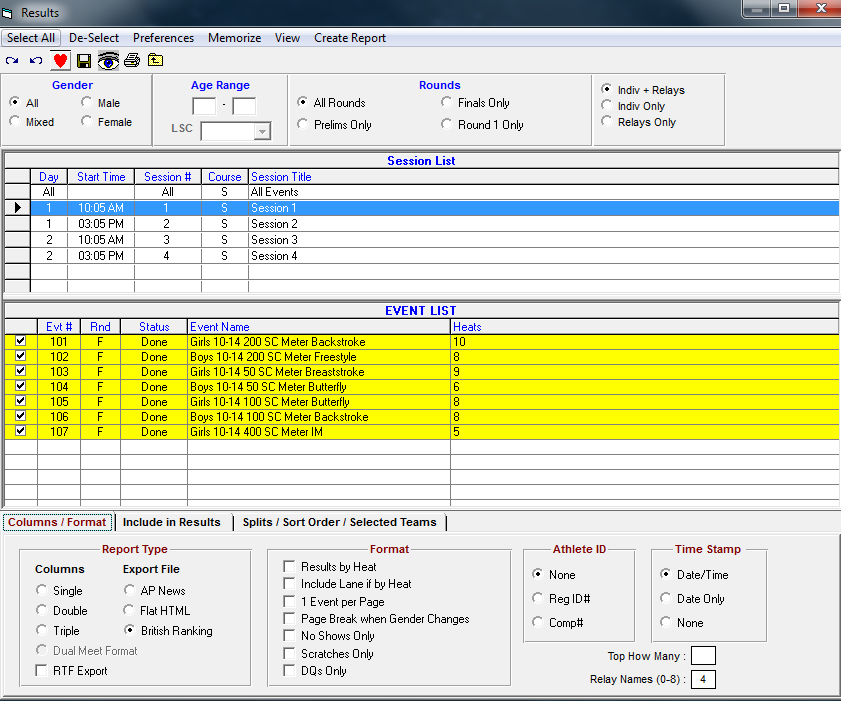 Results
Select All De-Select Preferences Memorize View Create Report
Gender Age Range Rounds
All Male - All Rounds Finals Only Indiv + Relays
Mixed Female LSC Prelims Only Round 1 Only Indiv Only
Relays Only
Session List
Day Start Time Session # Course Session Title
All All S All Events
1 10:05 AM 1 S Session 1
1 03:05 PM 2 S Session 2
2 10:05 AM 3 S Session 3
2 03:05 PM 4 S Session 4
EVENT LIST
Evt # Rnd Status Event Name Heats
101 F Done Girls 10-14 200 SC Meter Backstroke 10
102 F Done Boys 10-14 200 SC Meter Freestyle 8
103 F Done Girls 10-14 50 SC Meter Breaststroke 9
104 F Done Boys 10-14 50 SC Meter Butterfly 6
105 F Done Girls 10-14 100 SC Meter Butterfly 8
106 F Done Boys 10-14 100 SC Meter Backstroke 8
107 F Done Girls 10-14 400 SC Meter IM 5
Columns / Format Include in Results Splits / Sort Order / Selected Teams
Report Type
Columns Export File
Single AP News
Double Flat HTML
Triple British Ranking
Dual Meet Format
RTF Export
Format
Results by Heat
Include Lane if by Heat
1 Event per Page
Page Break when Gender Changes
No Shows Only
Scratches Only
DQs Only
Athlete ID
None
Reg ID#
Comp#
Time Stamp
Date/Time
Date Only
None
Top How Many :
Relay Names (0-8) : 4